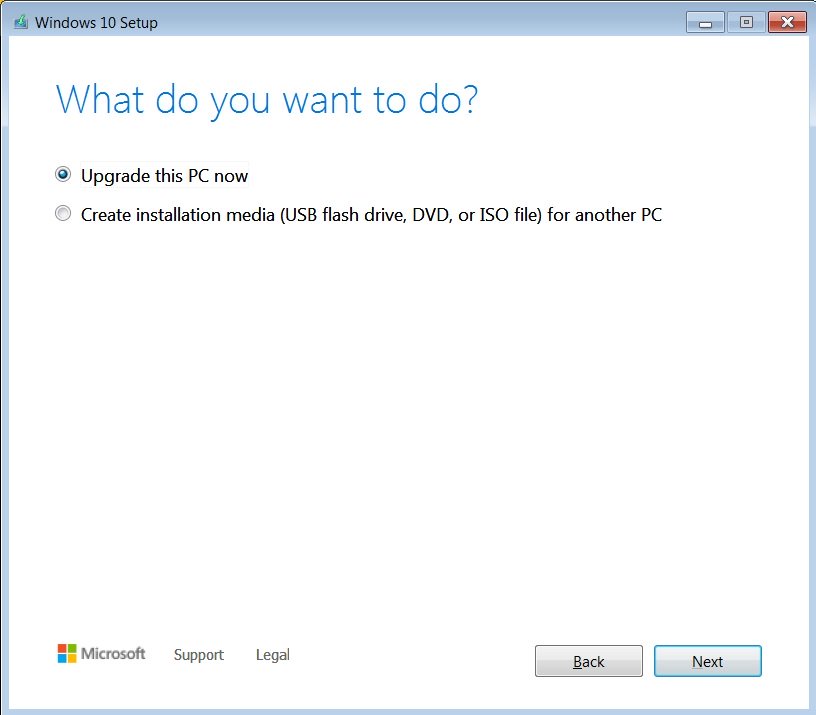 Windows 10 Setup
What do you want to do?
Upgrade this PC now
Create installation media (USB flash drive, DVD, or ISO file) for another PC
Microsoft Support Legal Back Next